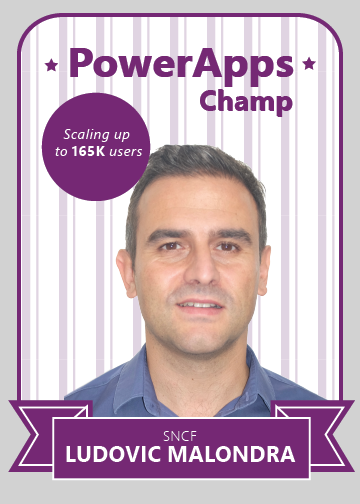 PowerApps
Champ
Scaling up
to 165K users
SNCF
LUDOVIC MALONDRA